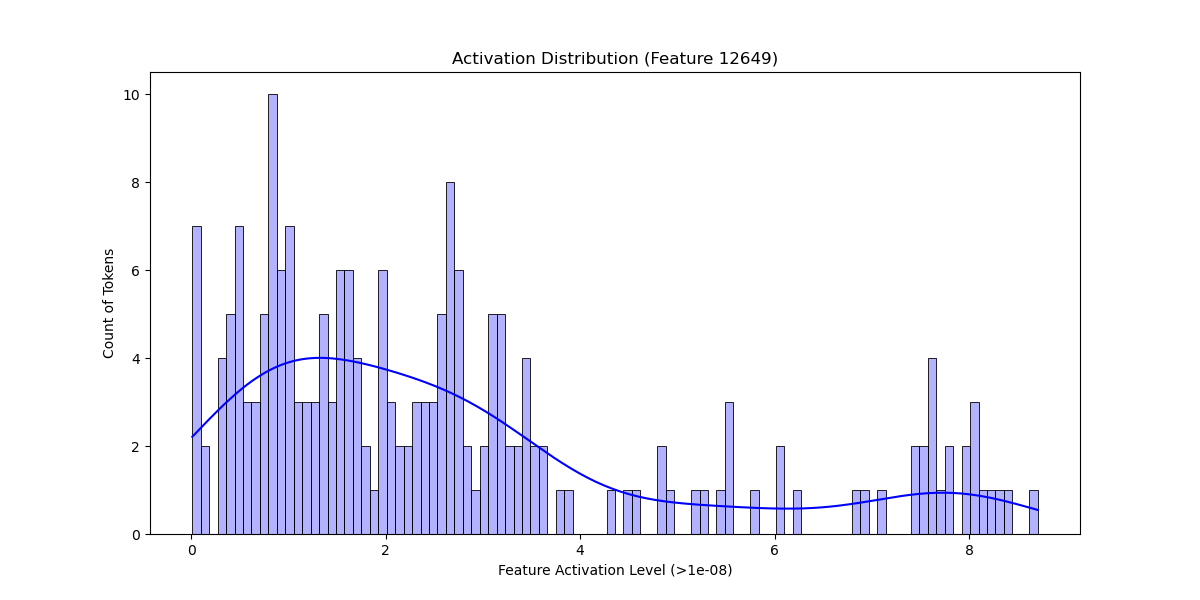 Activation Distribution (Feature 12649)
10
8
6
4
2
0
Count of Tokens
0 2 4 6 8
Feature Activation Level (>1e-08)